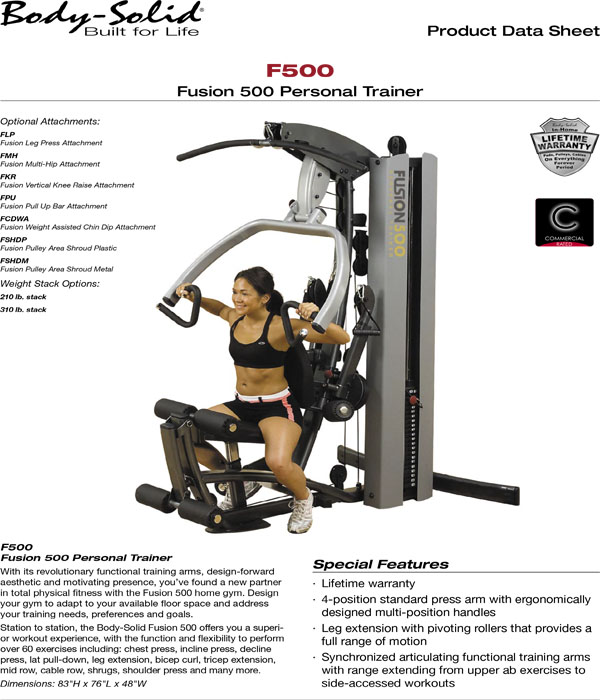 Body-Solid®
Built for Life
Product Data Sheet
F500
Fusion 500 Personal Trainer
Optional Attachments:
FLP
Fusion Leg Press Attachment
FMH
Fusion Multi-Hip Attachment
FKR
Fusion Vertical Knee Raise Attachment
FPU
Fusion Pull Up Bar Attachment
FCDWA
Fusion Weight Assisted Chin Dip Attachment
FSHDP
Fusion Pulley Area Shroud Plastic
FSHDM
Fusion Pulley Area Shroud Metal
Weight Stack Options:
210 lb. stack
310 lb. stack
Body-Solid
In-Home
LIFETIME
WARRANTY
Pads, Pulleys, Cables
On Everything
Forever
Period
C
COMMERCIAL
RATED
FUSION 500
F500
Fusion 500 Personal Trainer
With its revolutionary functional training arms, design-forward
aesthetic and motivating presence, you've found a new partner
in total physical fitness with the Fusion 500 home gym. Design
your gym to adapt to your available floor space and address
your training needs, preferences and goals.
Station to station, the Body-Solid Fusion 500 offers you a superi-
or workout experience, with the function and flexibility to perform
over 60 exercises including: chest press, incline press, decline
press, lat pull-down, leg extension, bicep curl, tricep extension,
mid row, cable row, shrugs, shoulder press and many more.
Dimensions: 83"H x 76"L x 48"W
Special Features
· Lifetime warranty
· 4-position standard press arm with ergonomically
designed multi-position handles
· Leg extension with pivoting rollers that provides a
full range of motion
· Synchronized articulating functional training arms
with range extending from upper ab exercises to
side-accessed workouts